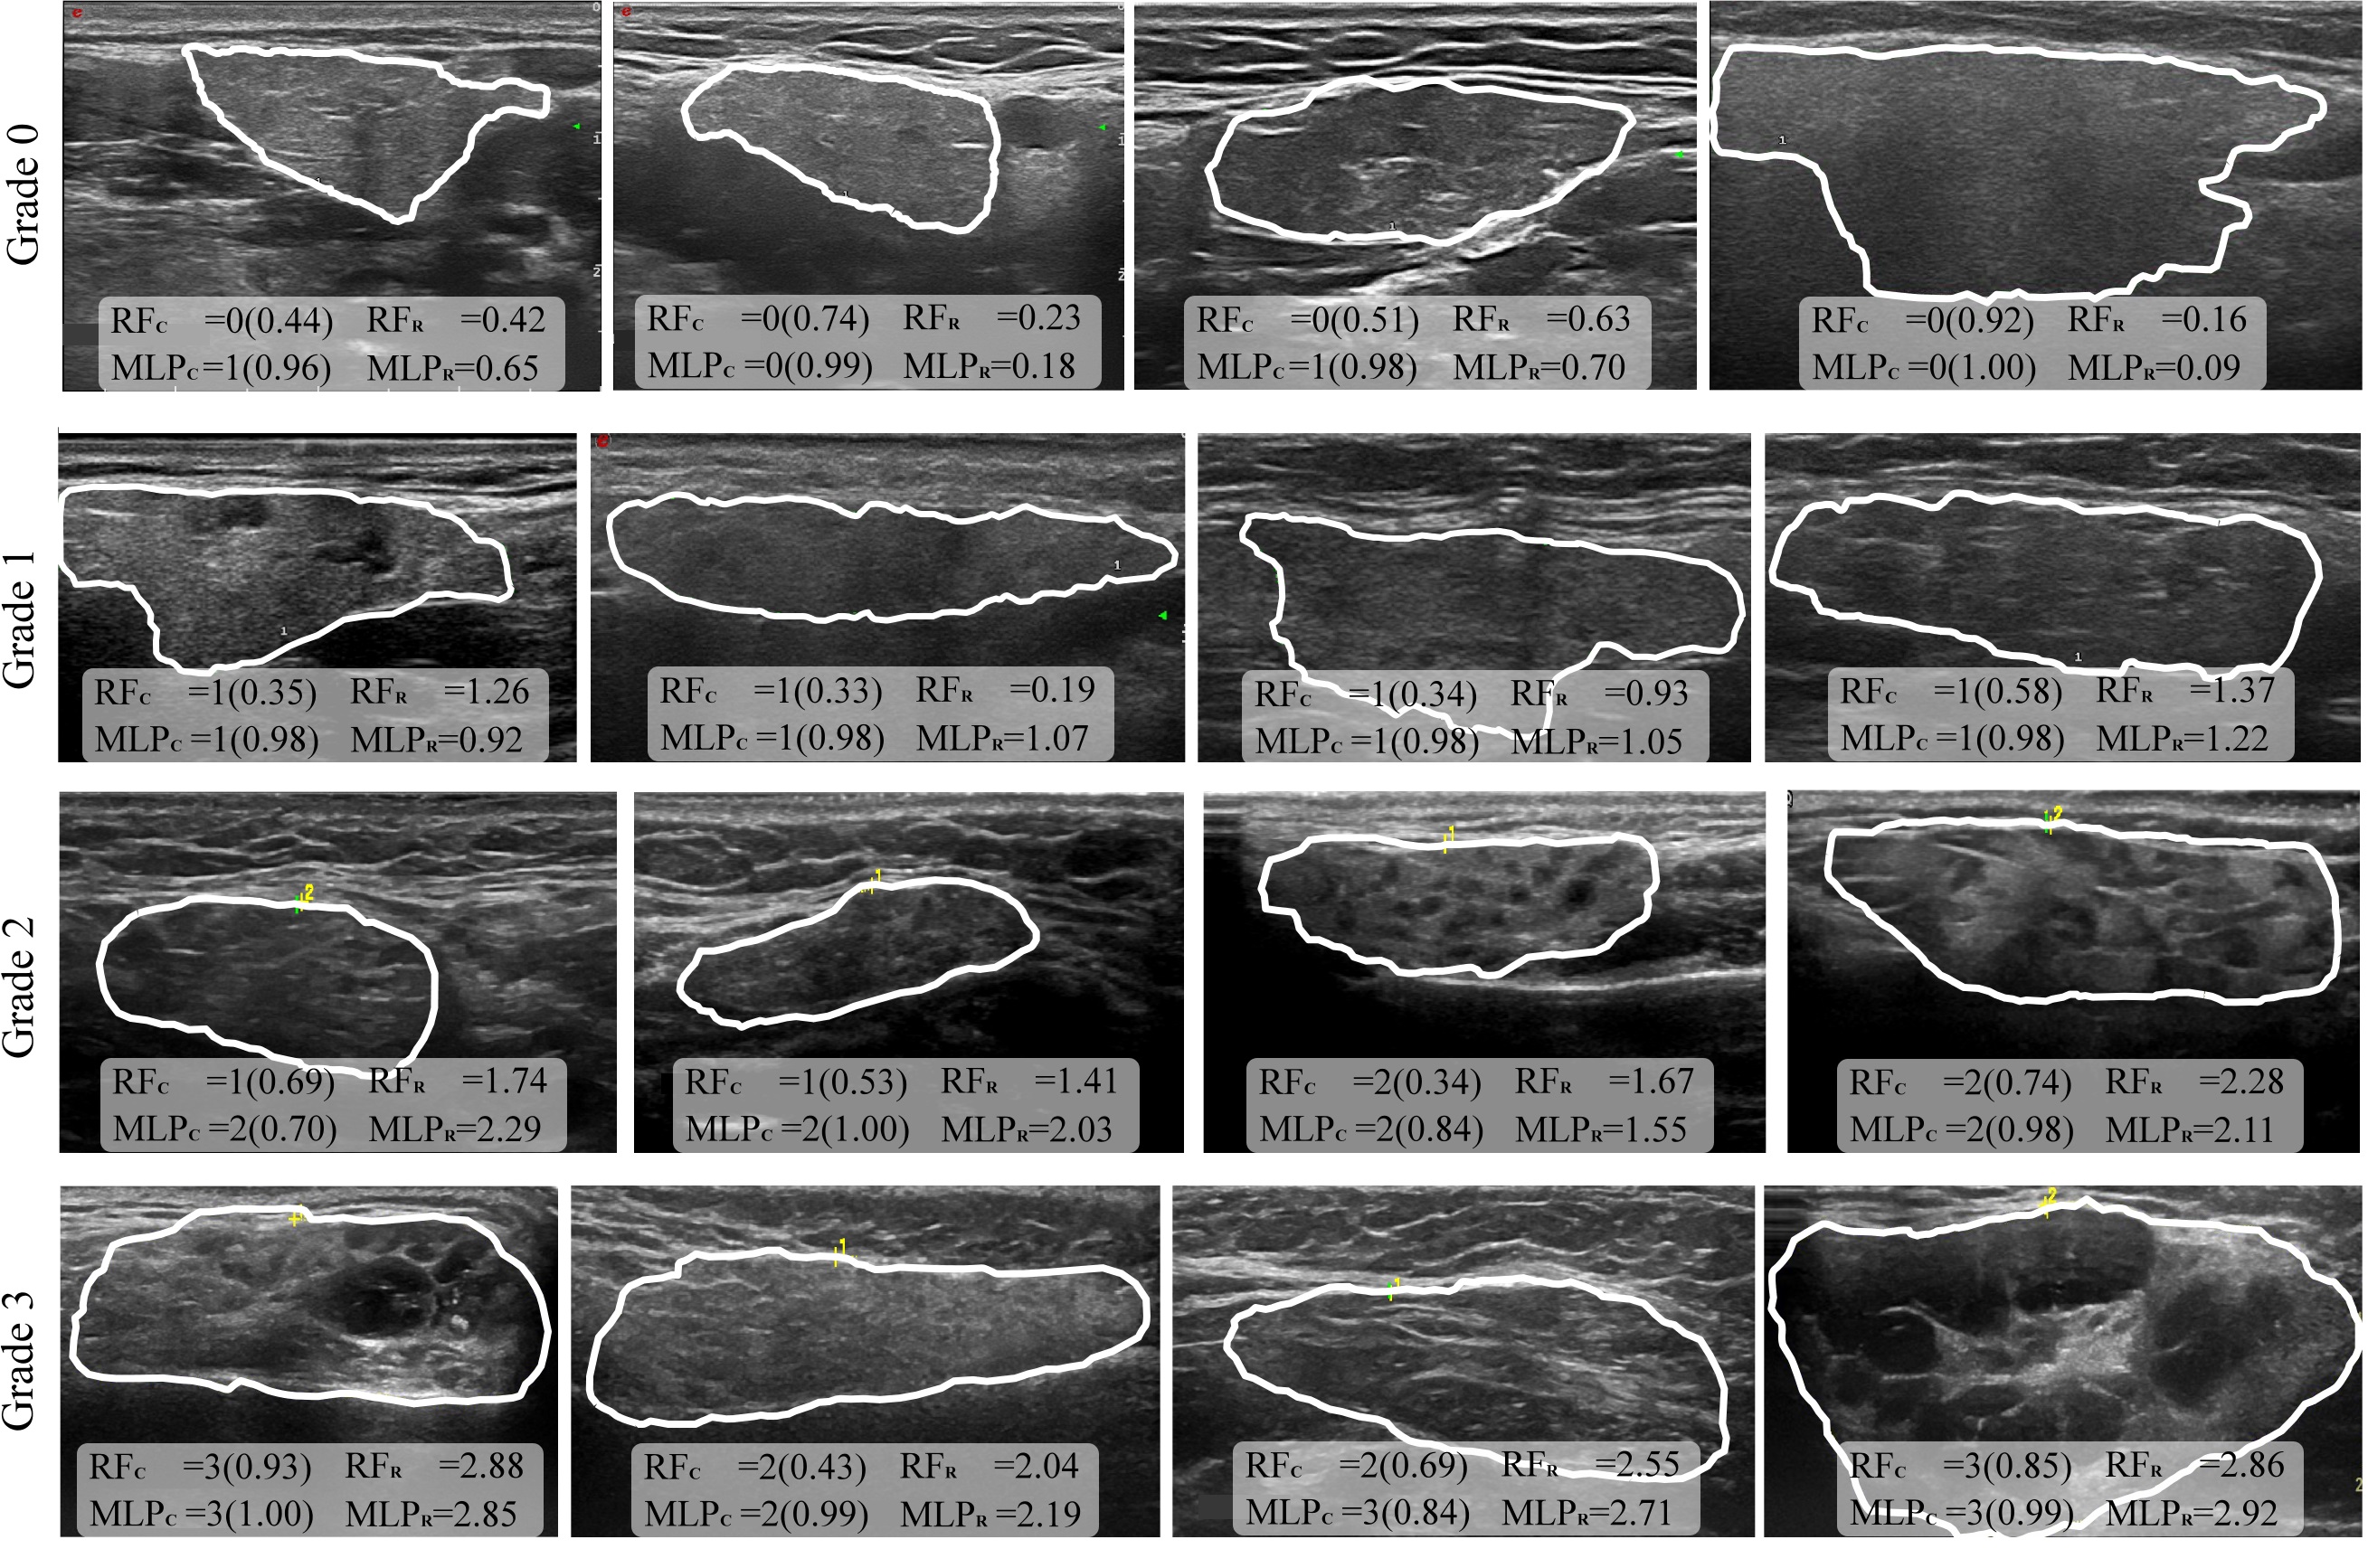 Grade 0
RFC =0(0.44) RFR =0.42
MLPC =1(0.96) MLPR=0.65
RFC =0(0.74) RFR =0.23
MLPC =0(0.99) MLPR=0.18
RFC =0(0.51) RFR =0.63
MLPC =1(0.98) MLPR=0.70
RFC =0(0.92) RFR =0.16
MLPC =0(1.00) MLPR=0.09
Grade 1
RFC =1(0.35) RFR =1.26
MLPC =1(0.98) MLPR=0.92
RFC =1(0.33) RFR =0.19
MLPC =1(0.98) MLPR=1.07
RFC =1(0.34) RFR =0.93
MLPC =1(0.98) MLPR=1.05
RFC =1(0.58) RFR =1.37
MLPC =1(0.98) MLPR=1.22
Grade 2
RFC =1(0.69) RFR =1.74
MLPC =2(0.70) MLPR=2.29
RFC =1(0.53) RFR =1.41
MLPC =2(1.00) MLPR=2.03
RFC =2(0.34) RFR =1.67
MLPC =2(0.84) MLPR=1.55
RFC =2(0.74) RFR =2.28
MLPC =2(0.98) MLPR=2.11
Grade 3
RFC =3(0.93) RFR =2.88
MLPC =3(1.00) MLPR=2.85
RFC =2(0.43) RFR =2.04
MLPC =2(0.99) MLPR =2.19
RFC =2(0.69) RFR =2.55
MLPC =3(0.84) MLPR=2.71
RFC =3(0.85) RFR =2.86
MLPC =3(0.99) MLPR=2.92